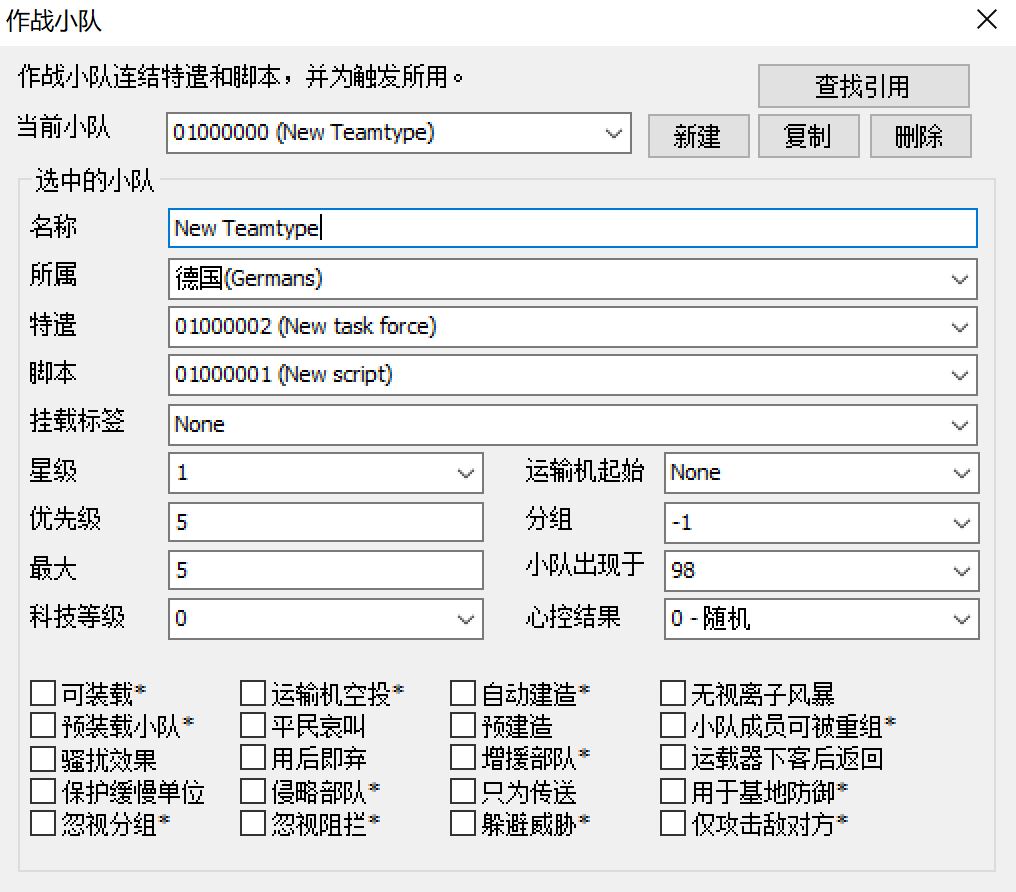 作战小队
作战小队连结特遣和脚本，并为触发所用。
查找引用
当前小队 01000000 (New Teamtype) 新建 复制 删除
选中的小队
名称 New Teamtype
所属 德国(Germans)
特遣 01000002 (New task force)
脚本 01000001 (New script)
挂载标签 None
星级 1 运输机起始 None
优先级 5 分组 -1
最大 5 小队出现于 98
科技等级 0 心控结果 0 - 随机
可装载* 运输机空投* 自动建造* 无视离子风暴
预装载小队* 平民哀叫 预建造 小队成员可被重组*
骚扰效果 用后即弃 增援部队* 运载器下客后返回
保护缓慢单位 侵略部队* 只为传送 用于基地防御*
忽视分组* 忽视阻拦* 躲避威胁* 仅攻击敌对方*